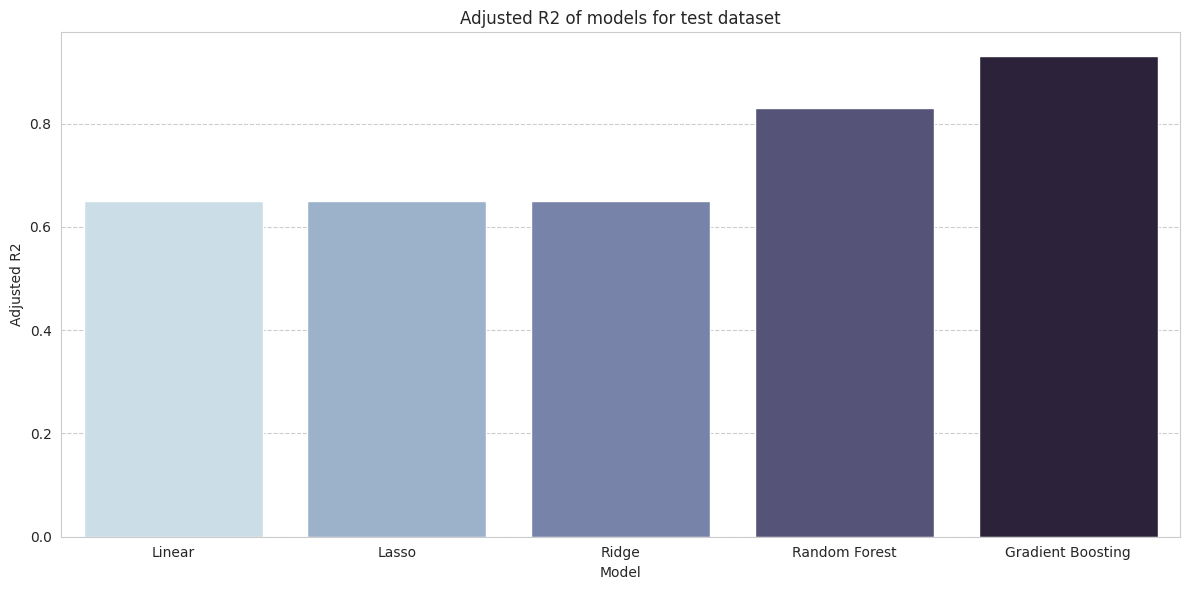 Adjusted R2 of models for test dataset
Adjusted R2
0.8
0.6
0.4
0.2
0.0
Linear Lasso Ridge Random Forest Gradient Boosting
Model